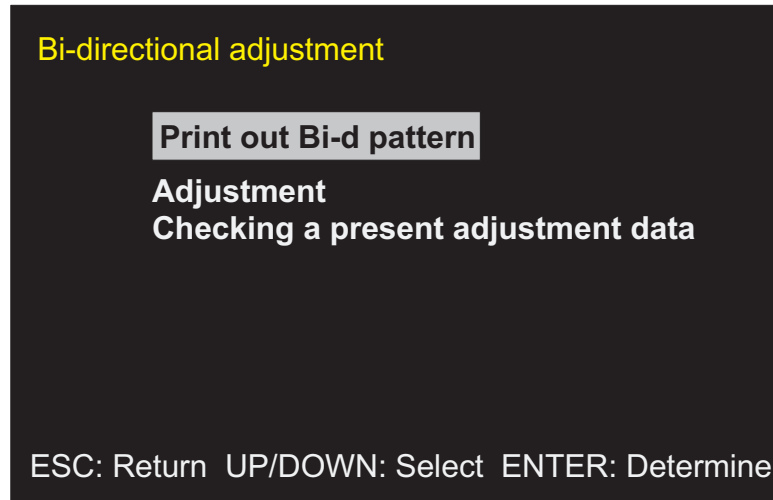 Bi-directional adjustment
Print out Bi-d pattern
Adjustment
Checking a present adjustment data
ESC: Return UP/DOWN: Select ENTER: Determine